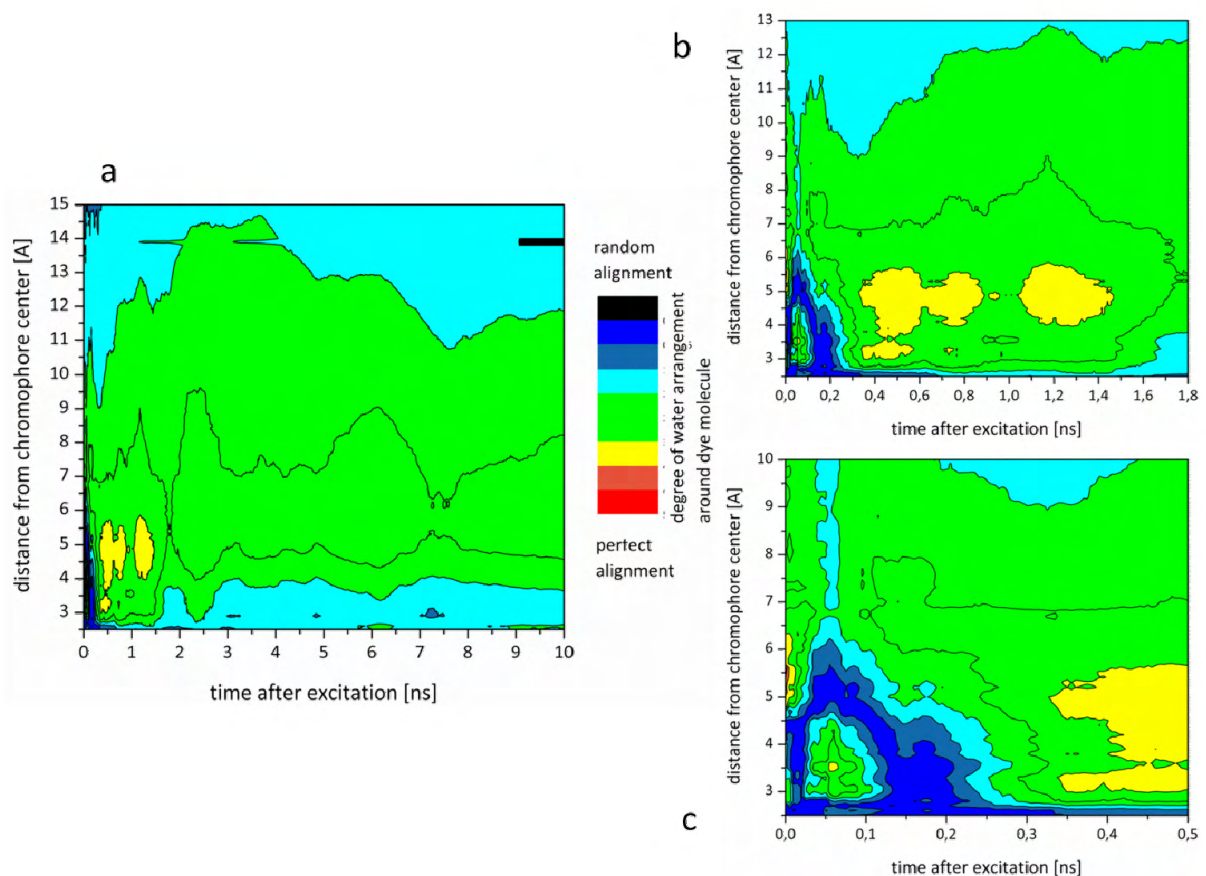 a
distance from chromophore center [A]
15
14
13
12
11
10
9
8
7
6
5
4
3
0 1 2 3 4 5 6 7 8 9 10
time after excitation [ns]
random
alignment
degree of water arrangement
around dye molecule
perfect
alignment
b
distance from chromophore center [A]
13
12
11
10
9
8
7
6
5
4
3
0,0 0,2 0,4 0,6 0,8 1,0 1,2 1,4 1,6 1,8
time after excitation [ns]
c
distance from chromophore center [A]
10
9
8
7
6
5
4
3
0,0 0,1 0,2 0,3 0,4 0,5
time after excitation [ns]